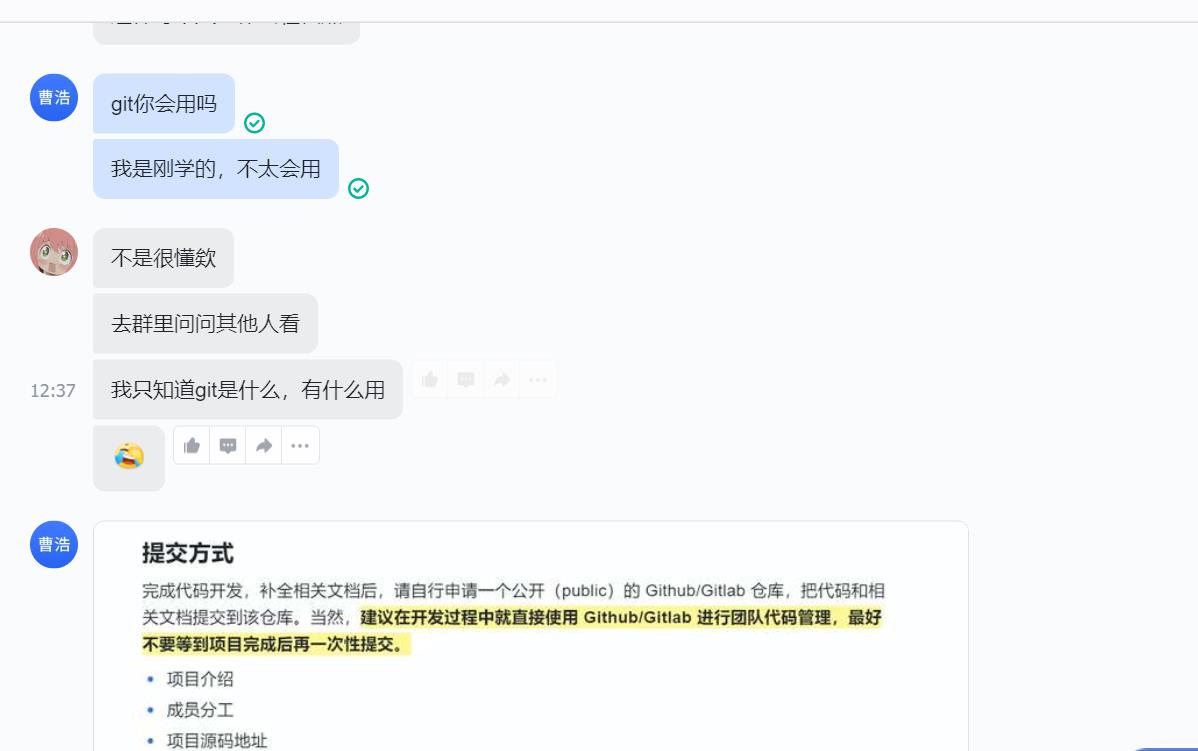 曹浩
git你会用吗
我是刚学的，不太会用
不是很懂欸
去群里问问其他人看
12:37
我只知道git是什么，有什么用
曹浩
提交方式
完成代码开发，补全相关文档后，请自行申请一个公开（public）的 Github/Gitlab 仓库，把代码和相
关文档提交到该仓库。当然，建议在开发过程中就直接使用 Github/Gitlab 进行团队代码管理，最好
不要等到项目完成后再一次性提交。
• 项目介绍
• 成员分工
• 项目源码地址